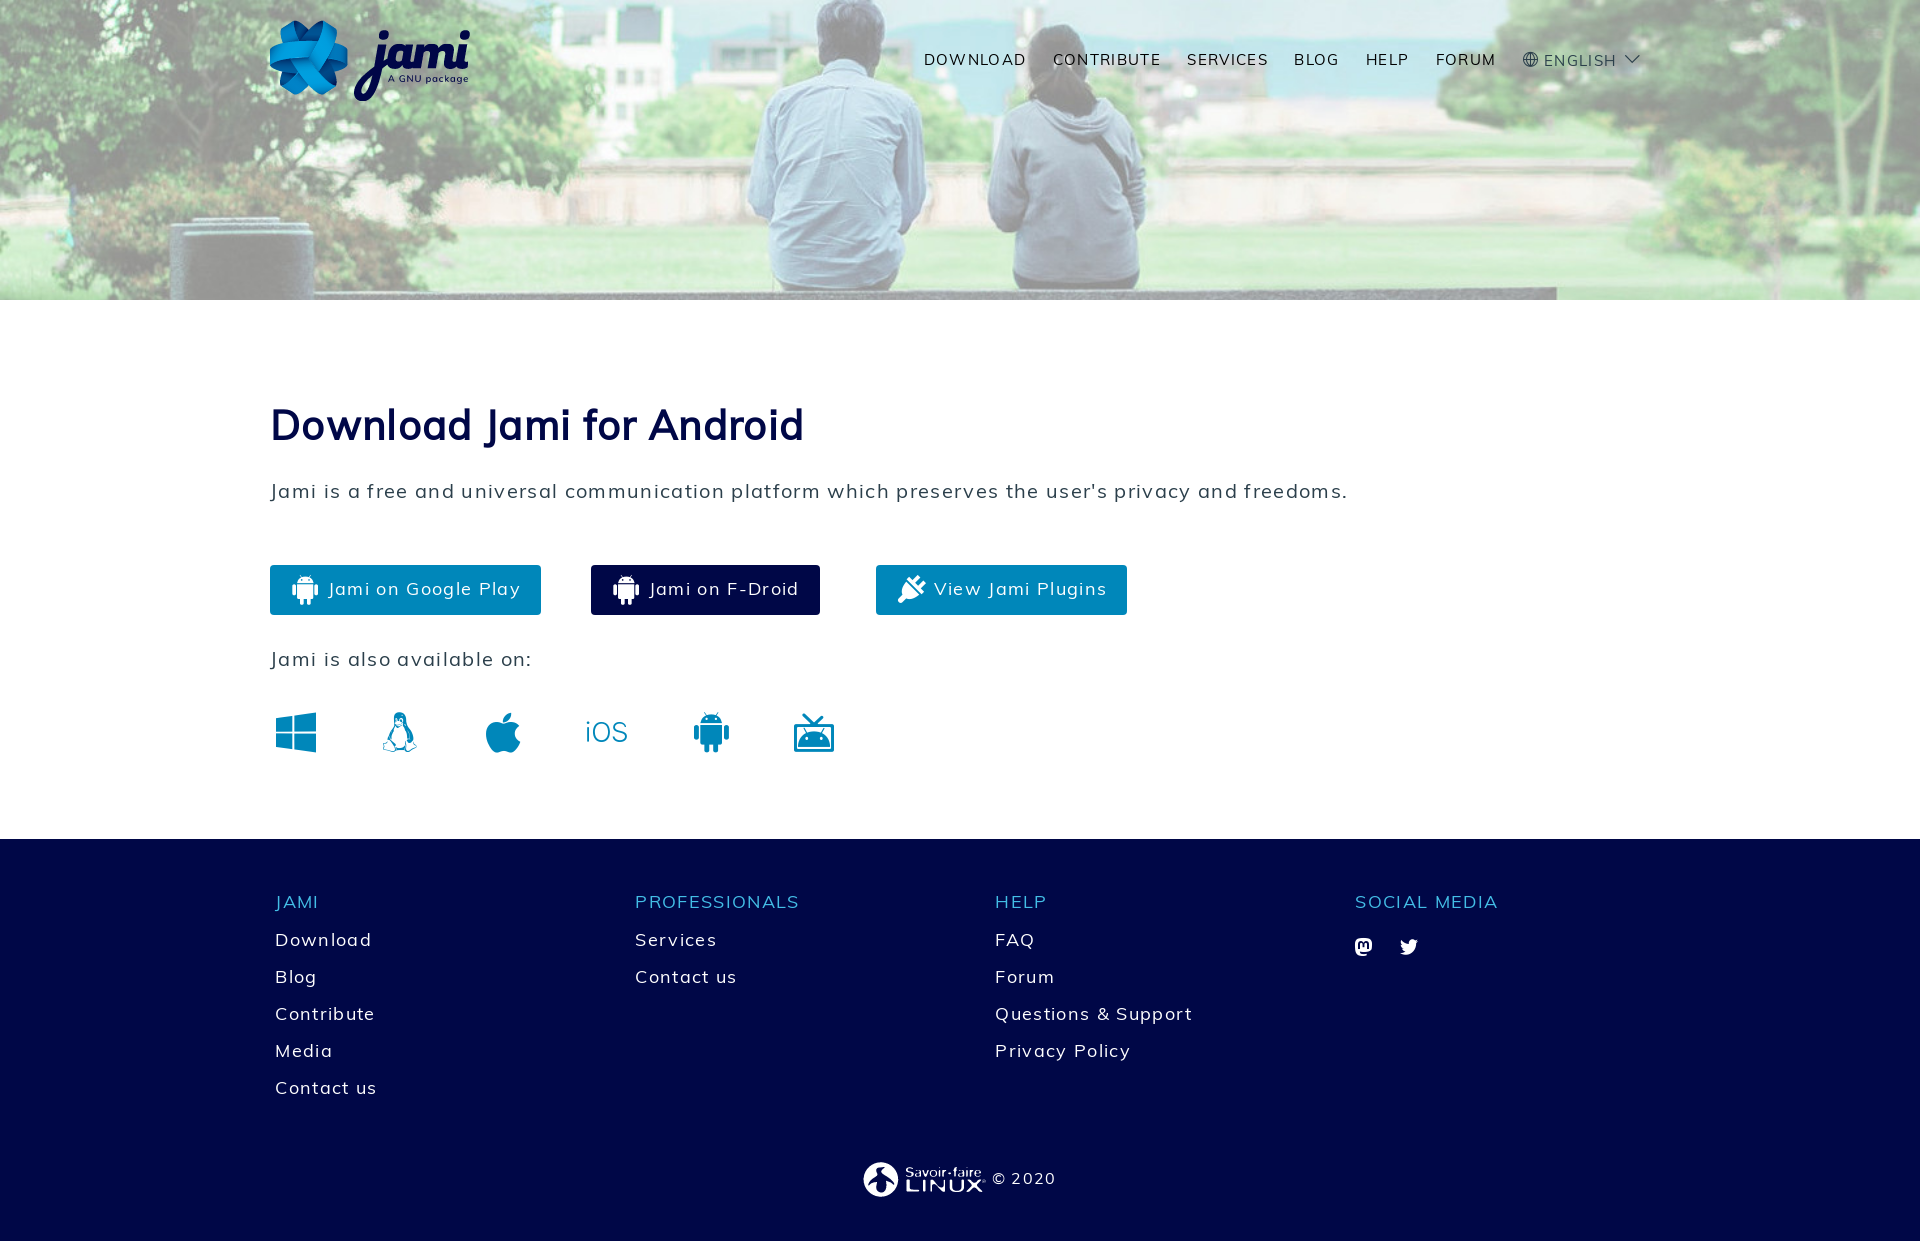 jami
A GNU package
DOWNLOAD CONTRIBUTE SERVICES BLOG HELP FORUM ENGLISH
Download Jami for Android
Jami is a free and universal communication platform which preserves the user's privacy and freedoms.
Jami on Google Play
Jami on F-Droid
View Jami Plugins
Jami is also available on:
iOS
JAMI
Download
Blog
Contribute
Media
Contact us
PROFESSIONALS
Services
Contact us
HELP
FAQ
Forum
Questions & Support
Privacy Policy
SOCIAL MEDIA
Savoir-faire
LINUX
© 2020